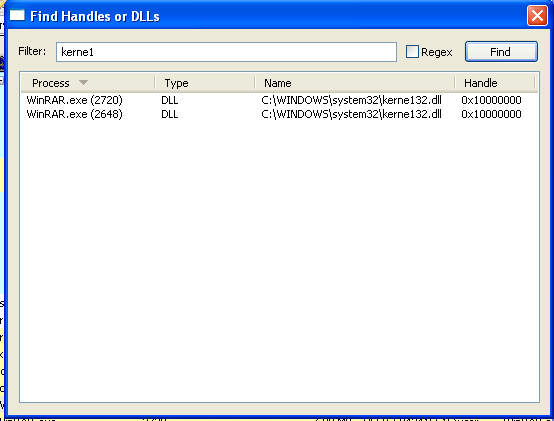 Find Handles or DLLs
Filter: kerne1 Regex Find
Process Type Name Handle
WinRAR.exe (2720) DLL C:\WINDOWS\system32\kerne132.dll 0x10000000
WinRAR.exe (2648) DLL C:\WINDOWS\system32\kerne132.dll 0x10000000